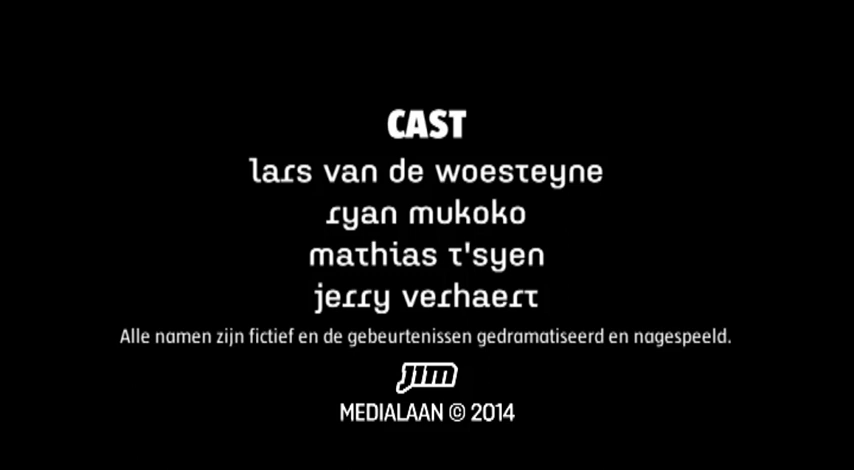 CAST
lars van de woesteyne
ryan mukoko
mathias t'syen
jerry verhaert
Alle namen zijn fictief en de gebeurtenissen gedramatiseerd en nagespeeld.
jim
MEDIALAAN © 2014